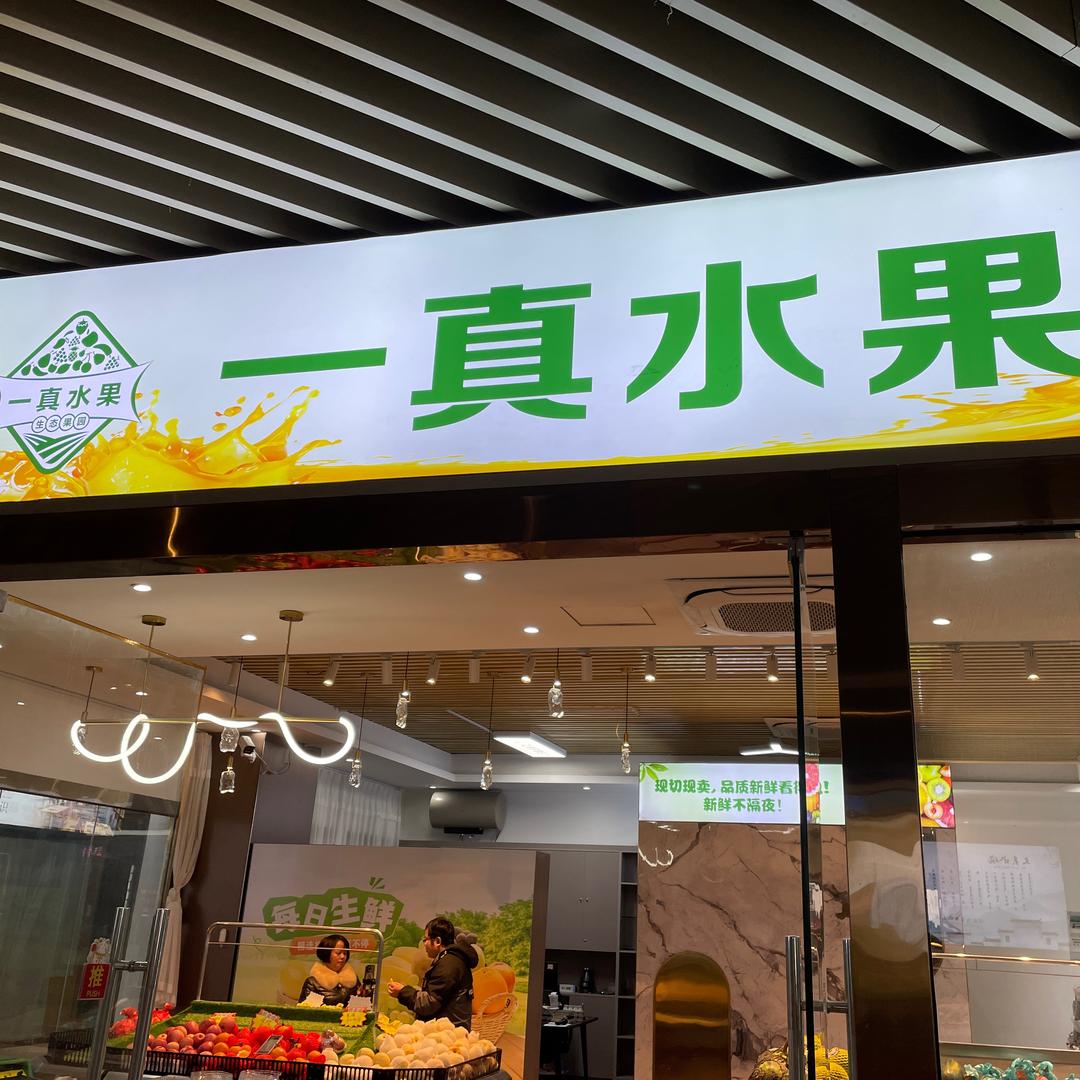 一真水果
一真水果
生态果园
现切现卖，品质新鲜看得见！
新鲜不隔夜！
每日生鲜
推
PUSH